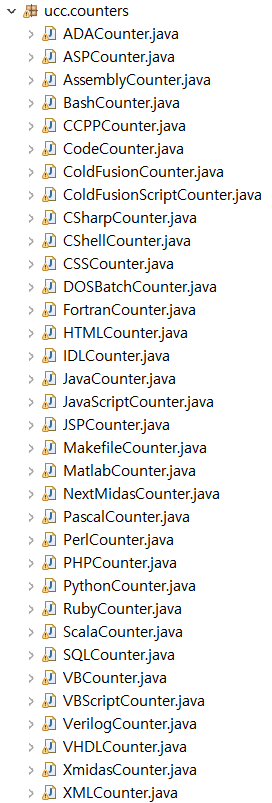 ucc.counters
ADACounter.java
ASPCounter.java
AssemblyCounter.java
BashCounter.java
CCPPCounter.java
CodeCounter.java
ColdFusionCounter.java
ColdFusionScriptCounter.java
CSharpCounter.java
CShellCounter.java
CSSCounter.java
DOSBatchCounter.java
FortranCounter.java
HTMLCounter.java
IDLCounter.java
JavaCounter.java
JavaScriptCounter.java
JSPCounter.java
MakefileCounter.java
MatlabCounter.java
NextMidasCounter.java
PascalCounter.java
PerlCounter.java
PHPCounter.java
PythonCounter.java
RubyCounter.java
ScalaCounter.java
SQLCounter.java
VBCounter.java
VBScriptCounter.java
VerilogCounter.java
VHDLCounter.java
XmidasCounter.java
XMLCounter.java